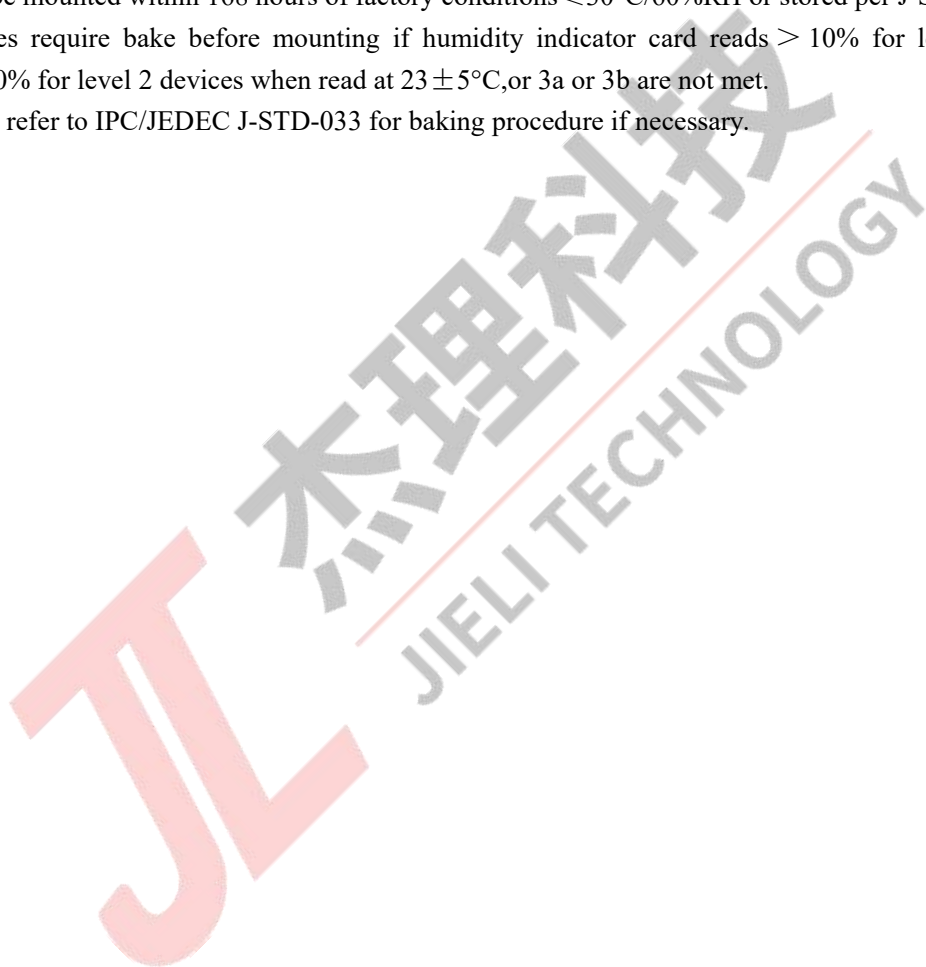 be mounted within 168 hours of factory conditions <30°C/60%RH or stored per J-S
es require bake before mounting if humidity indicator card reads > 10% for le
0% for level 2 devices when read at 23±5°C,or 3a or 3b are not met.
refer to IPC/JEDEC J-STD-033 for baking procedure if necessary.
JL
杰理科技
JIELI TECHNOLOGY